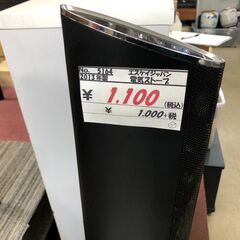 No. 5164 エスケイジャパン
2013年製 電気ストーブ
¥ 1,100 (税込)
¥ 1,000+税